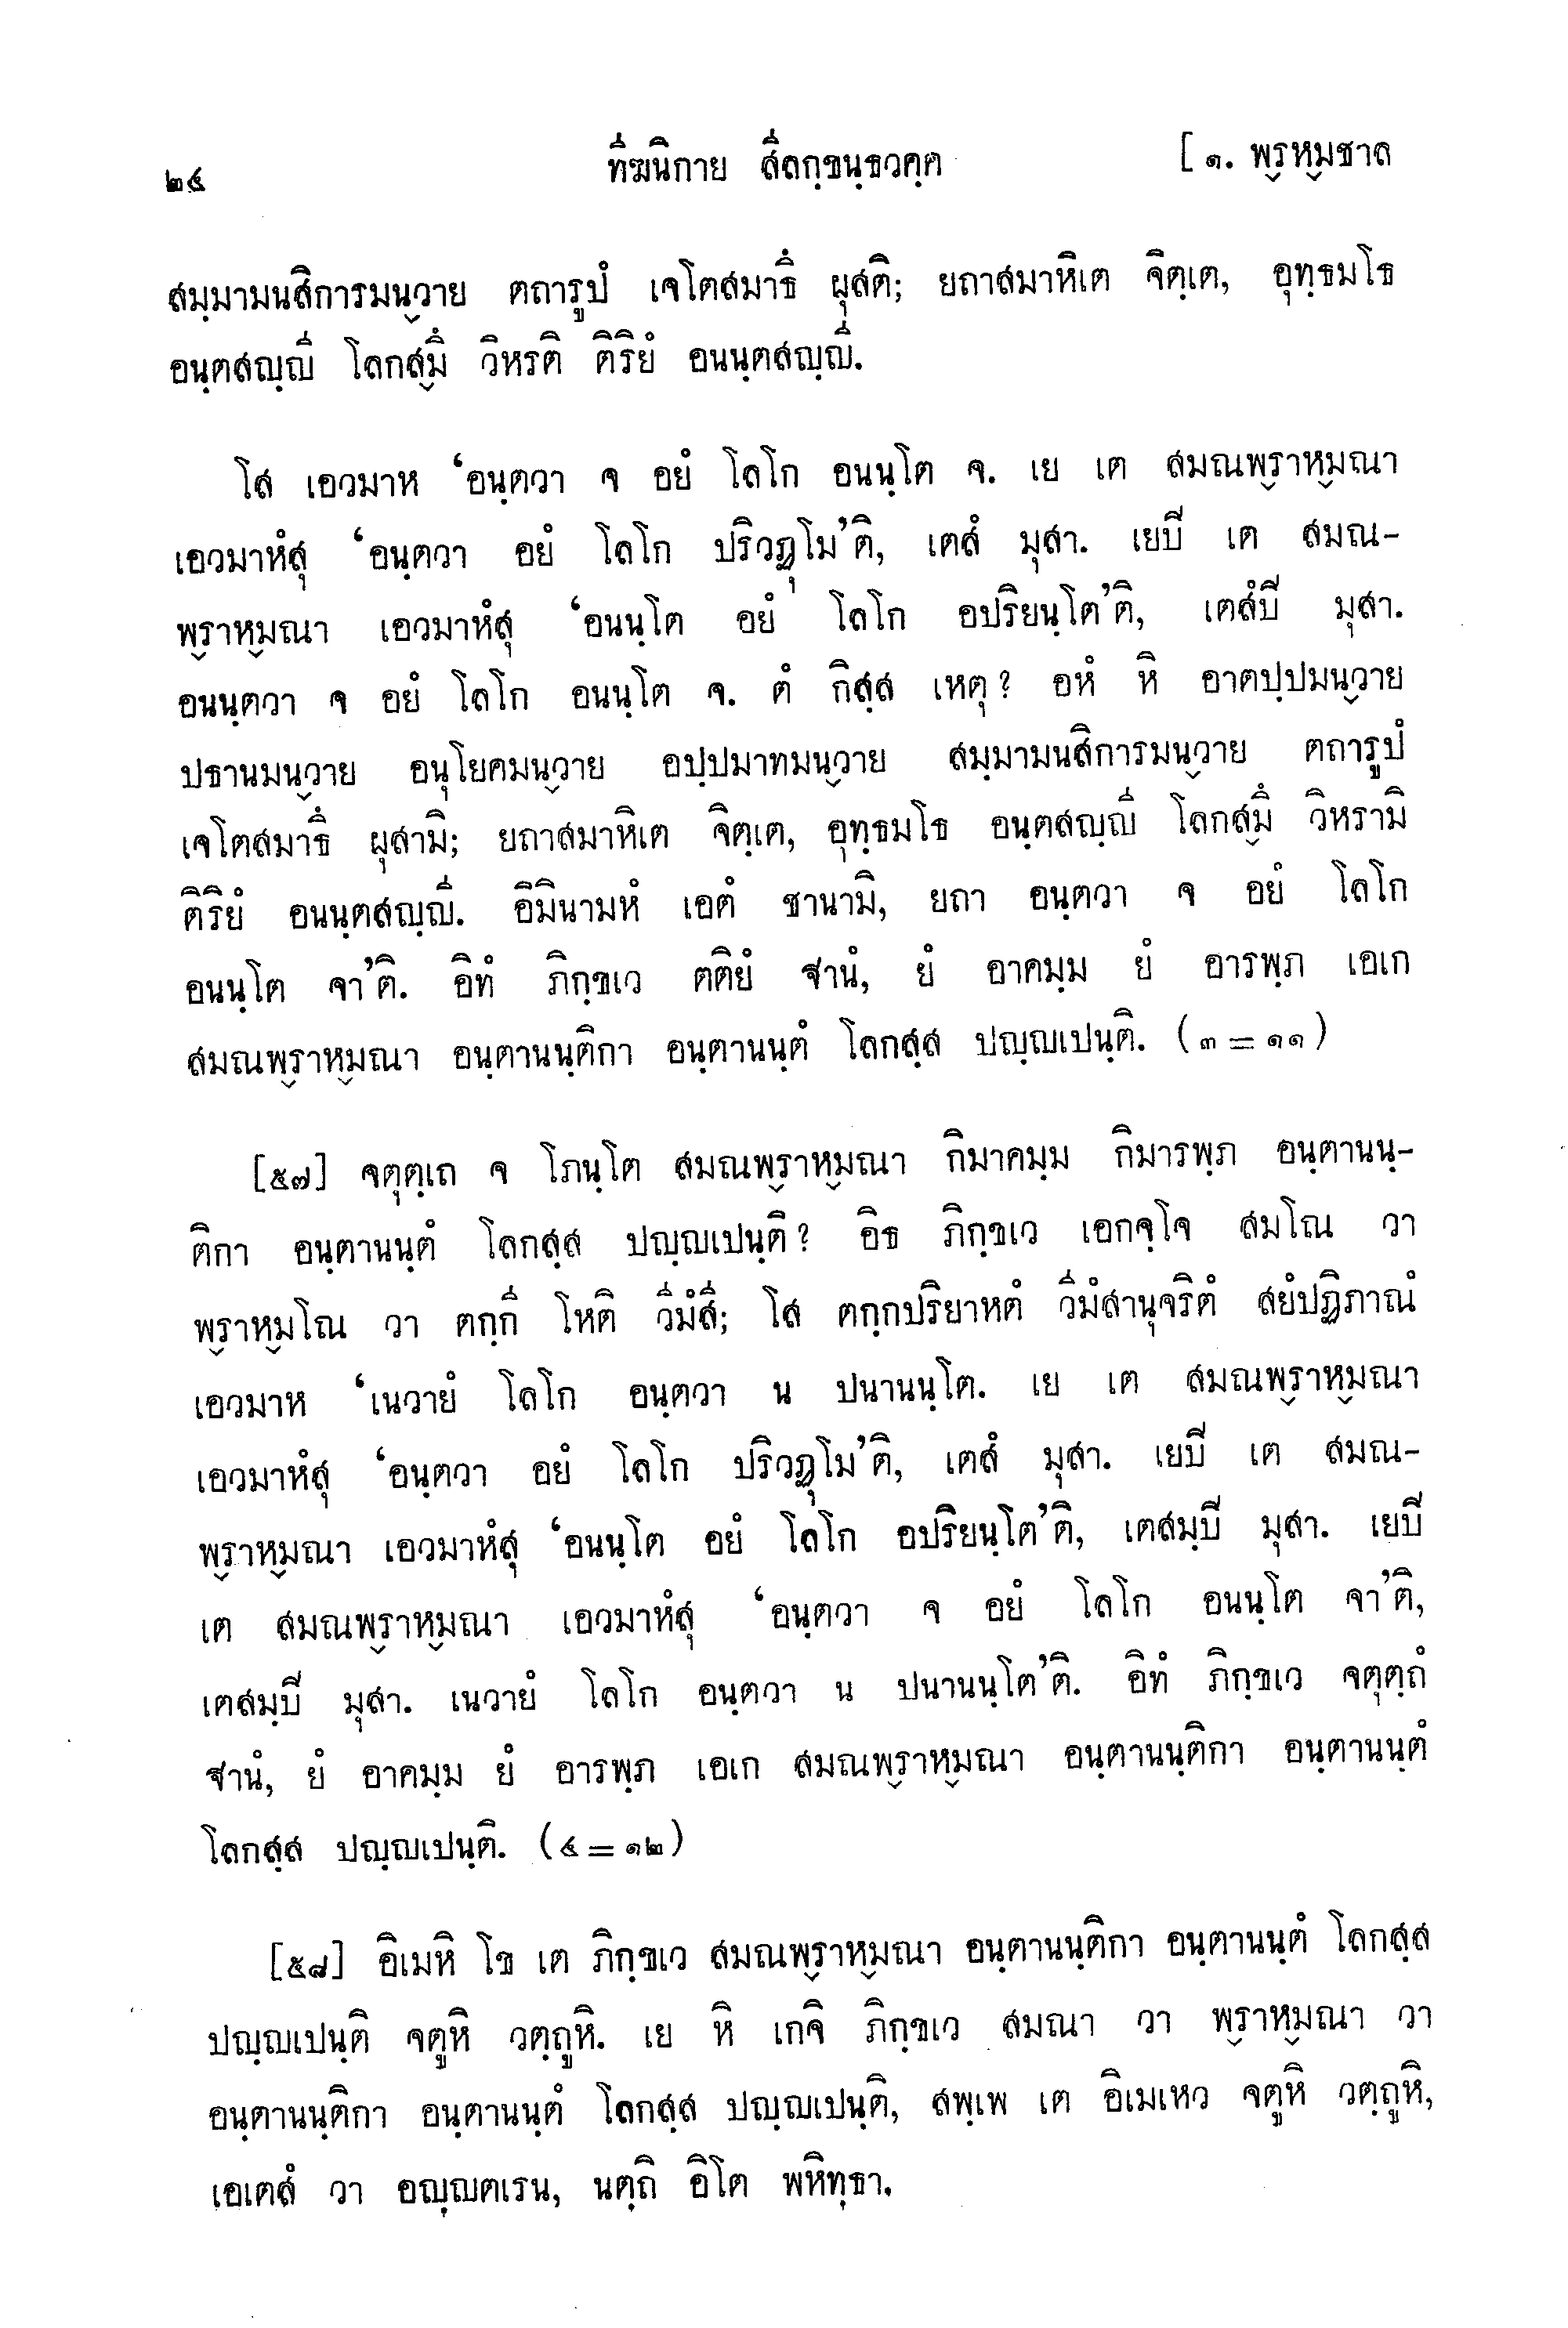 ๒๔ ทีฆนิกาย สีลกฺขนฺธวคฺค [ ๑. พฺรหฺมชาล
สมฺมามนสิการมนฺวาย ตถารูปํ เจโตสมาธึ ผุสติ; ยถาสมาหิเต จิตฺเต, อุทฺธมโธ
อนฺตสญฺญี โลกสฺมึ วิหรติ ติริยํ อนนฺตสญฺญี.
โส เอวมาห ‘อนฺตวา จ อยํ โลโก อนนฺโต จ. เย เต สมณพฺราหฺมณา
เอวมาหํสุ ‘อนฺตวา อยํ โลโก ปริวฏุโม’ติ, เตสํ มุสา. เยปี เต สมณ-
พฺราหฺมณา เอวมาหํสุ ‘อนนฺโต อยํ โลโก อปริยนฺโต’ติ, เตสํปี มุสา.
อนนฺตวา จ อยํ โลโก อนนฺโต จ. ตํ กิสฺส เหตุ? อหํ หิ อาตปฺปมนฺวาย
ปธานมนฺวาย อนุโยคมนฺวาย อปฺปมาทมนฺวาย สมฺมามนสิการมนฺวาย ตถารูปํ
เจโตสมาธึ ผุสามิ; ยถาสมาหิเต จิตฺเต, อุทฺธมโธ อนฺตสญฺญี โลกสฺมึ วิหรามิ
ติริยํ อนนฺตสญฺญี. อิมินามหํ เอตํ ชานามิ, ยถา อนฺตวา จ อยํ โลโก
อนนฺโต จา’ติ. อิทํ ภิกฺขเว ตติยํ ฐานํ, ยํ อาคมฺม ยํ อารพฺภ เอเก
สมณพฺราหฺมณา อนฺตานนฺติกา อนฺตานนฺตํ โลกสฺส ปญฺญเปนฺติ. (๓ = ๑๑)
[๕๗] จตุตฺเถ จ โภนฺโต สมณพฺราหฺมณา กิมาคมฺม กิมารพฺภ อนฺตานนฺ-
ติกา อนฺตานนฺตํ โลกสฺส ปญฺญเปนฺติ? อิธ ภิกฺขเว เอกจฺโจ สมโณ วา
พฺราหฺมโณ วา ตกฺกี โหติ วีมํสี; โส ตกฺกปริยาหตํ วีมํสานุจริตํ สยํปฏิภาณํ
เอวมาห ‘เนวายํ โลโก อนฺตวา น ปนานนฺโต. เย เต สมณพฺราหฺมณา
เอวมาหํสุ ‘อนฺตวา อยํ โลโก ปริวฏุโม’ติ, เตสํ มุสา. เยปี เต สมณ-
พฺราหฺมณา เอวมาหํสุ ‘อนนฺโต อยํ โลโก อปริยนฺโต’ติ, เตสมฺปี มุสา. เยปี
เต สมณพฺราหฺมณา เอวมาหํสุ ‘อนฺตวา จ อยํ โลโก อนนฺโต จา’ติ,
เตสมฺปี มุสา. เนวายํ โลโก อนฺตวา น ปนานนฺโต’ติ. อิทํ ภิกฺขเว จตุตฺถํ
ฐานํ, ยํ อาคมฺม ยํ อารพฺภ เอเก สมณพฺราหฺมณา อนฺตานนฺติกา อนฺตานนฺตํ
โลกสฺส ปญฺญเปนฺติ. (๔ = ๑๒)
[๕๘] อิเมหิ โข เต ภิกฺขเว สมณพฺราหฺมณา อนฺตานนฺติกา อนฺตานนฺตํ โลกสฺส
ปญฺญเปนฺติ จตูหิ วตฺถูหิ. เย หิ เกจิ ภิกฺขเว สมณา วา พฺราหฺมณา วา
อนฺตานนฺติกา อนฺตานนฺตํ โลกสฺส ปญฺญเปนฺติ, สพฺเพ เต อิเมเหว จตูหิ วตฺถูหิ,
เอเตสํ วา อญฺญตเรน, นตฺถิ อิโต พหิทฺธา.